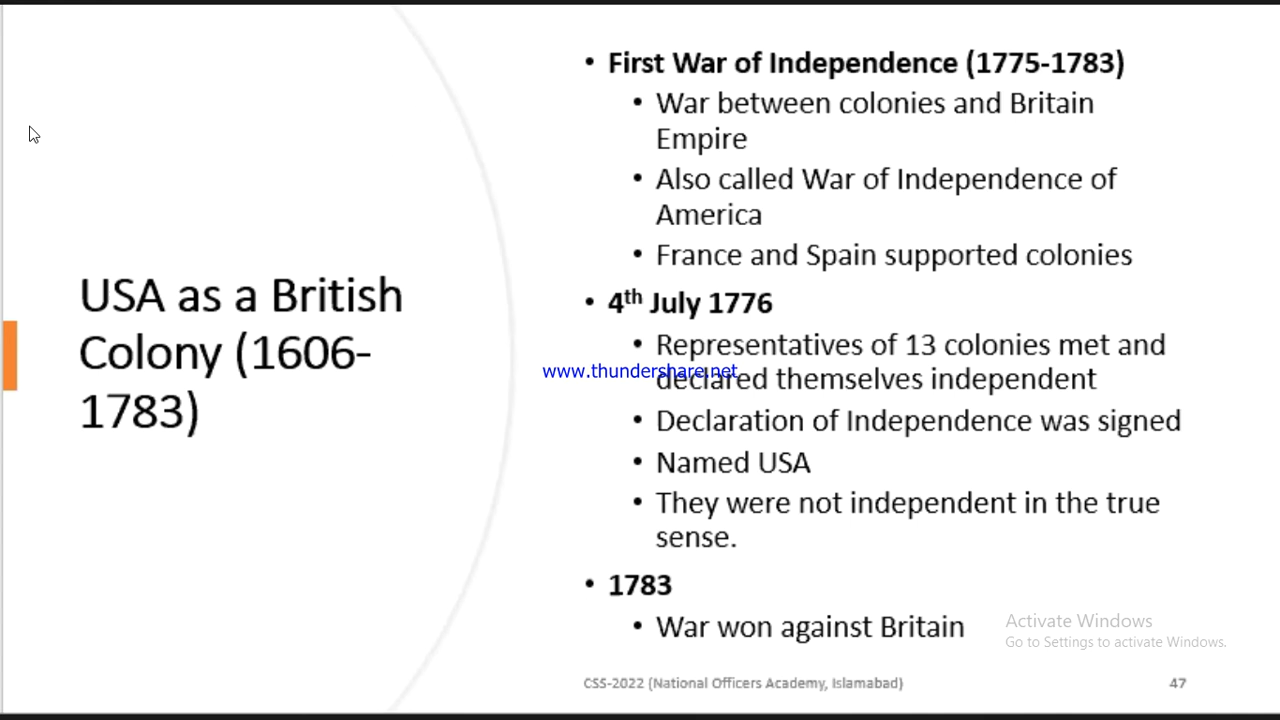 USA as a British
Colony (1606-
1783)
• First War of Independence (1775-1783)
• War between colonies and Britain
Empire
• Also called War of Independence of
America
• France and Spain supported colonies
• 4th July 1776
• Representatives of 13 colonies met and
www.thundershare.net
declared themselves independent
• Declaration of Independence was signed
• Named USA
• They were not independent in the true
sense.
• 1783
• War won against Britain
Activate Windows
Go to Settings to activate Windows.
CSS-2022 (National Officers Academy, Islamabad)
47